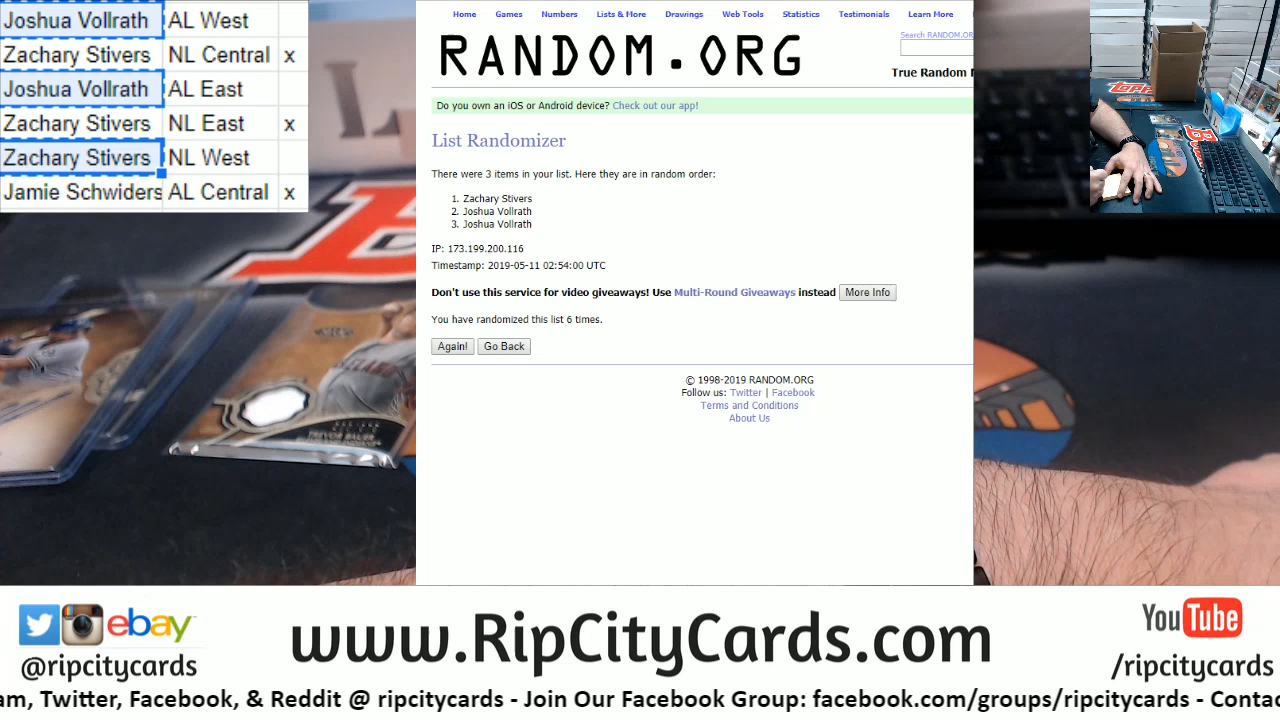 Joshua Vollrath AL West
Zachary Stivers NL Central x
Joshua Vollrath AL East
Zachary Stivers NL East x
Zachary Stivers NL West
Jamie Schwiders AL Central x
Home Games Numbers Lists & More Drawings Web Tools Statistics Testimonials Learn More
RANDOM.ORG
Search RANDOM.OR
True Random
Do you own an iOS or Android device? Check out our app!
List Randomizer
There were 3 items in your list. Here they are in random order:
1. Zachary Stivers
2. Joshua Vollrath
3. Joshua Vollrath
IP: 173.199.200.116
Timestamp: 2019-05-11 02:54:00 UTC
Don't use this service for video giveaways! Use Multi-Round Giveaways instead More Info
You have randomized this list 6 times.
Again! Go Back
© 1998-2019 RANDOM.ORG
Follow us: Twitter | Facebook
Terms and Conditions
About Us
TREVOR BAUER
ebay
@ripcitycards
www.RipCityCards.com
YouTube
/ripcitycards
am, Twitter, Facebook, & Reddit @ ripcitycards - Join Our Facebook Group: facebook.com/groups/ripcitycards - Contac